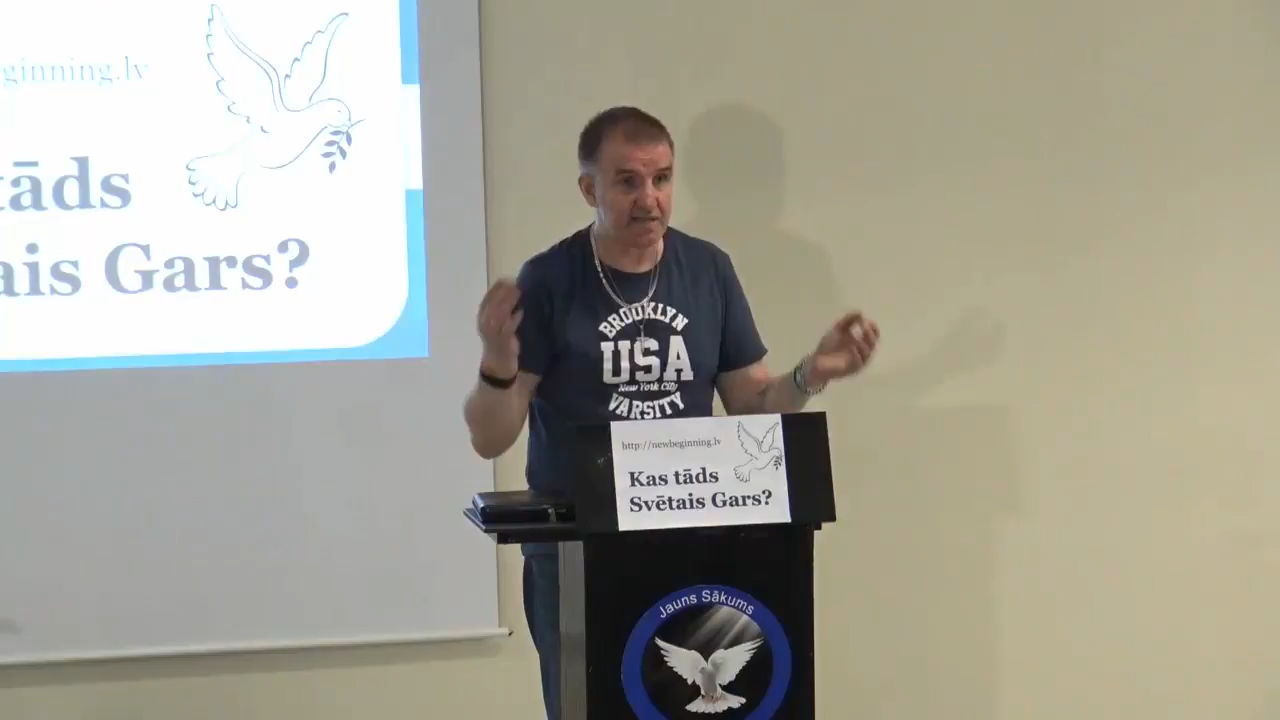 ginning.lv
tāds
ais Gars?
BROOKLYN
USA
New York City
VARSITY
http://newbeginning.lv
Kas tāds
Svētais Gars?
Jauns Sākums